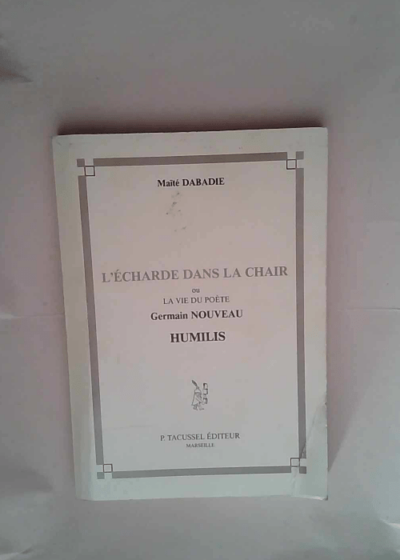 Maïté DABADIE
L'ÉCHARDE DANS LA CHAIR
ou
LA VIE DU POÈTE
Germain NOUVEAU
HUMILIS
P. TACUSSEL ÉDITEUR
MARSEILLE